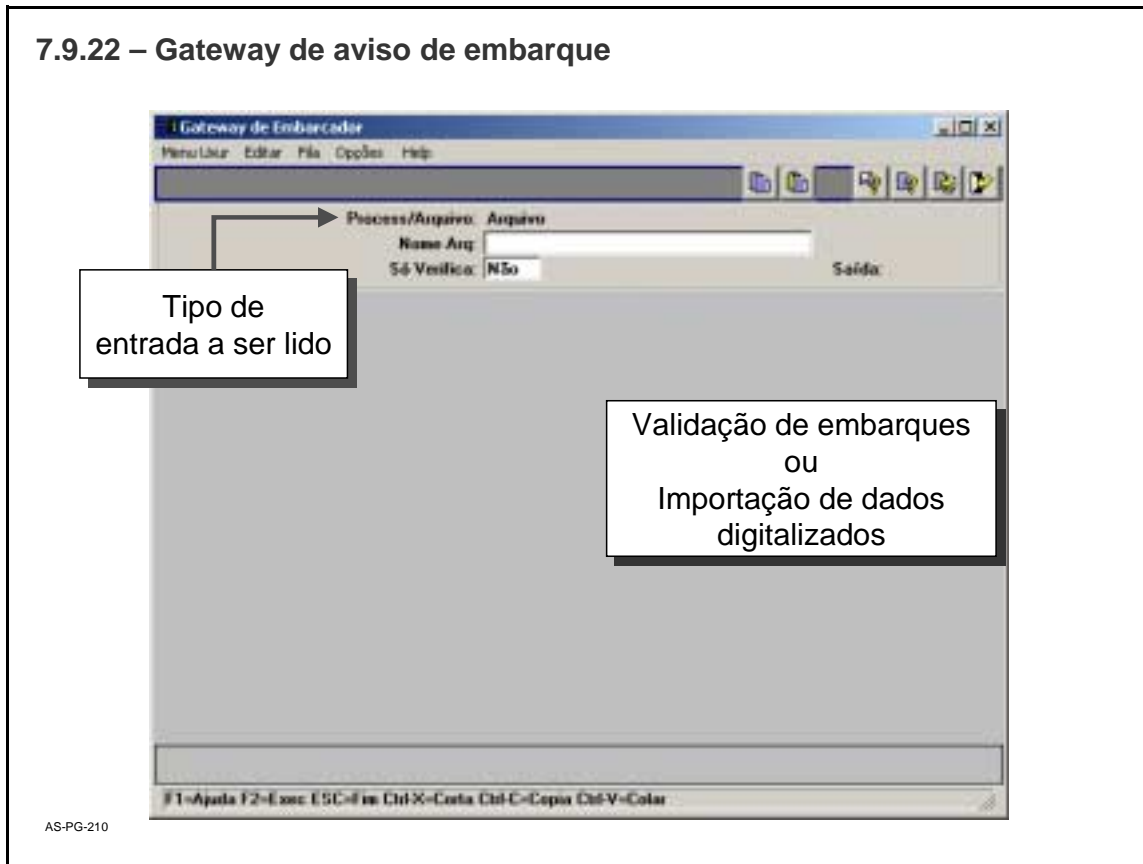 7.9.22 – Gateway de aviso de embarque
Gateway de Embarcador
Menu Usur Editar Fila Opções Help
Process/Arquivo: Arquivo
Nome Arq:
Só Verifica: Não Saída:
Tipo de
entrada a ser lido
Validação de embarques
ou
Importação de dados
digitalizados
F1=Ajuda F2=Exec ESC=Fim Ctrl-X=Corta Ctrl-C=Copia Ctrl-V=Colar
AS-PG-210